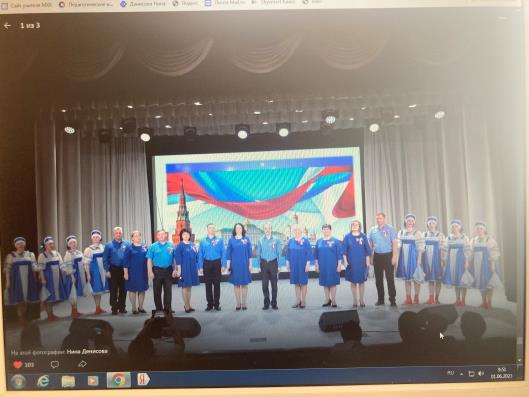 Сайт учителя МХК
Педагогические к...
Денисова Нина
Яндекс
Почта Mail.ru
1 из 3
На этой фотографии: Нина Денисова
103
RU
9:51
01.06.2021